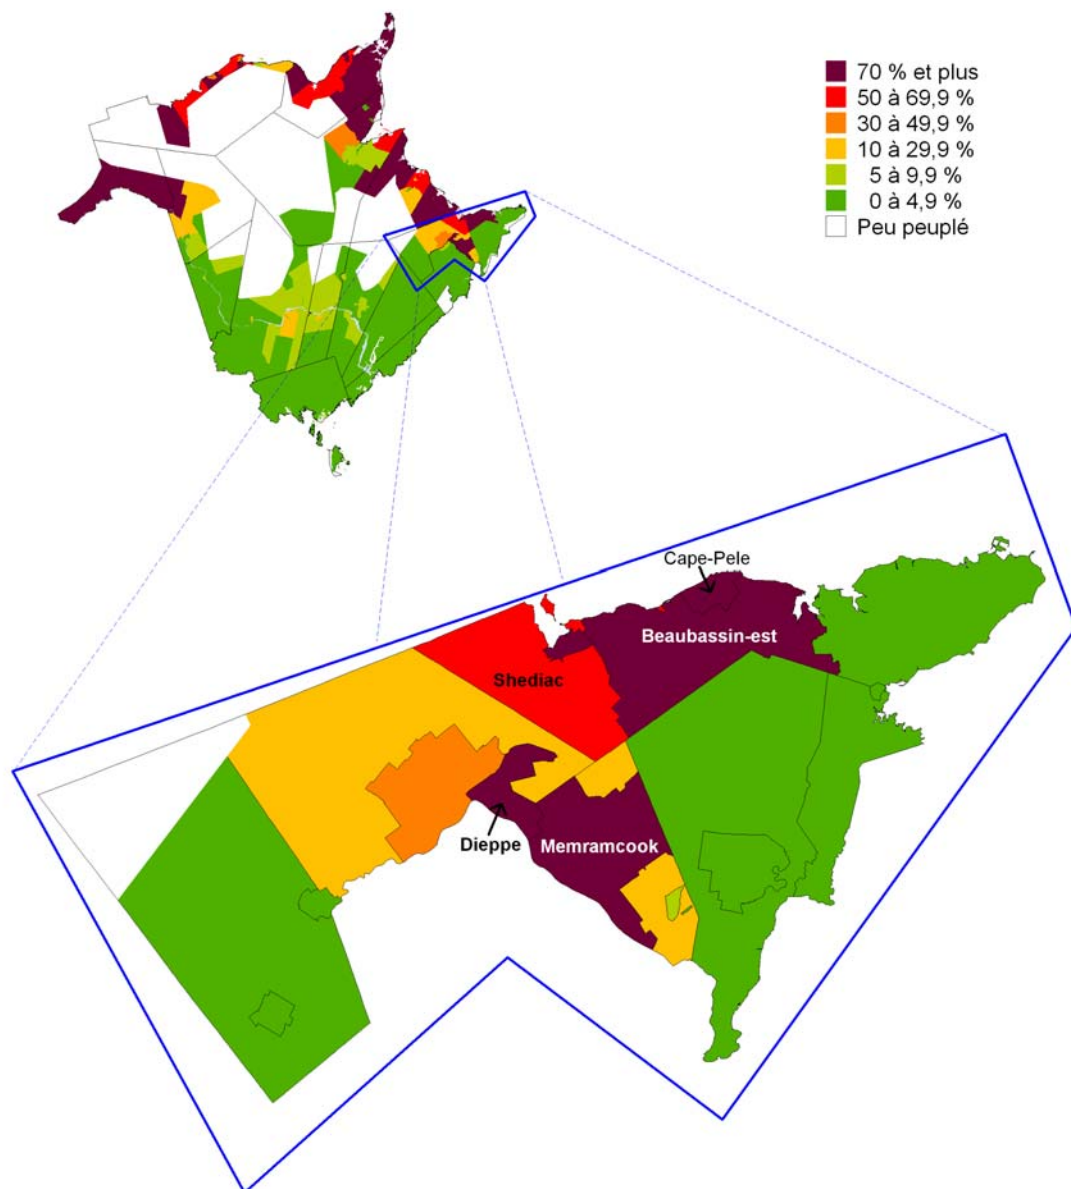 70 % et plus
50 à 69,9 %
30 à 49,9 %
10 à 29,9 %
5 à 9,9 %
0 à 4,9 %
Peu peuplé
Cape-Pele
Beaubassin-est
Shediac
Dieppe
Memramcook